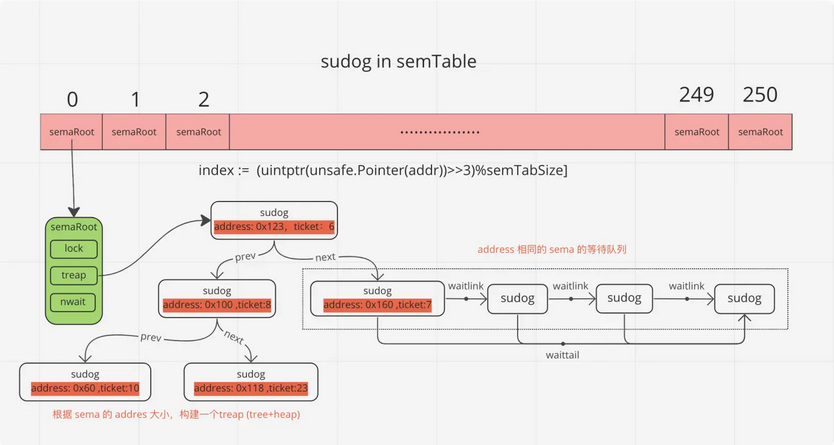 sudog in semTable
0
1
2
249
250
semaRoot
semaRoot
semaRoot
semaRoot
semaRoot
index := (uintptr(unsafe.Pointer(addr))>>3)%semTabSize]
semaRoot
lock
treap
nwait
sudog
address: 0x123，ticket：6
prev
next
address 相同的 sema 的等待队列
sudog
address: 0x100 ,ticket:8
sudog
address: 0x160 ,ticket:7
waitlink
sudog
waitlink
sudog
waitlink
sudog
waittail
prev
next
sudog
address: 0x60 ,ticket:10
sudog
address: 0x118 ,ticket:23
根据 sema 的 addres 大小，构建一个treap (tree+heap)